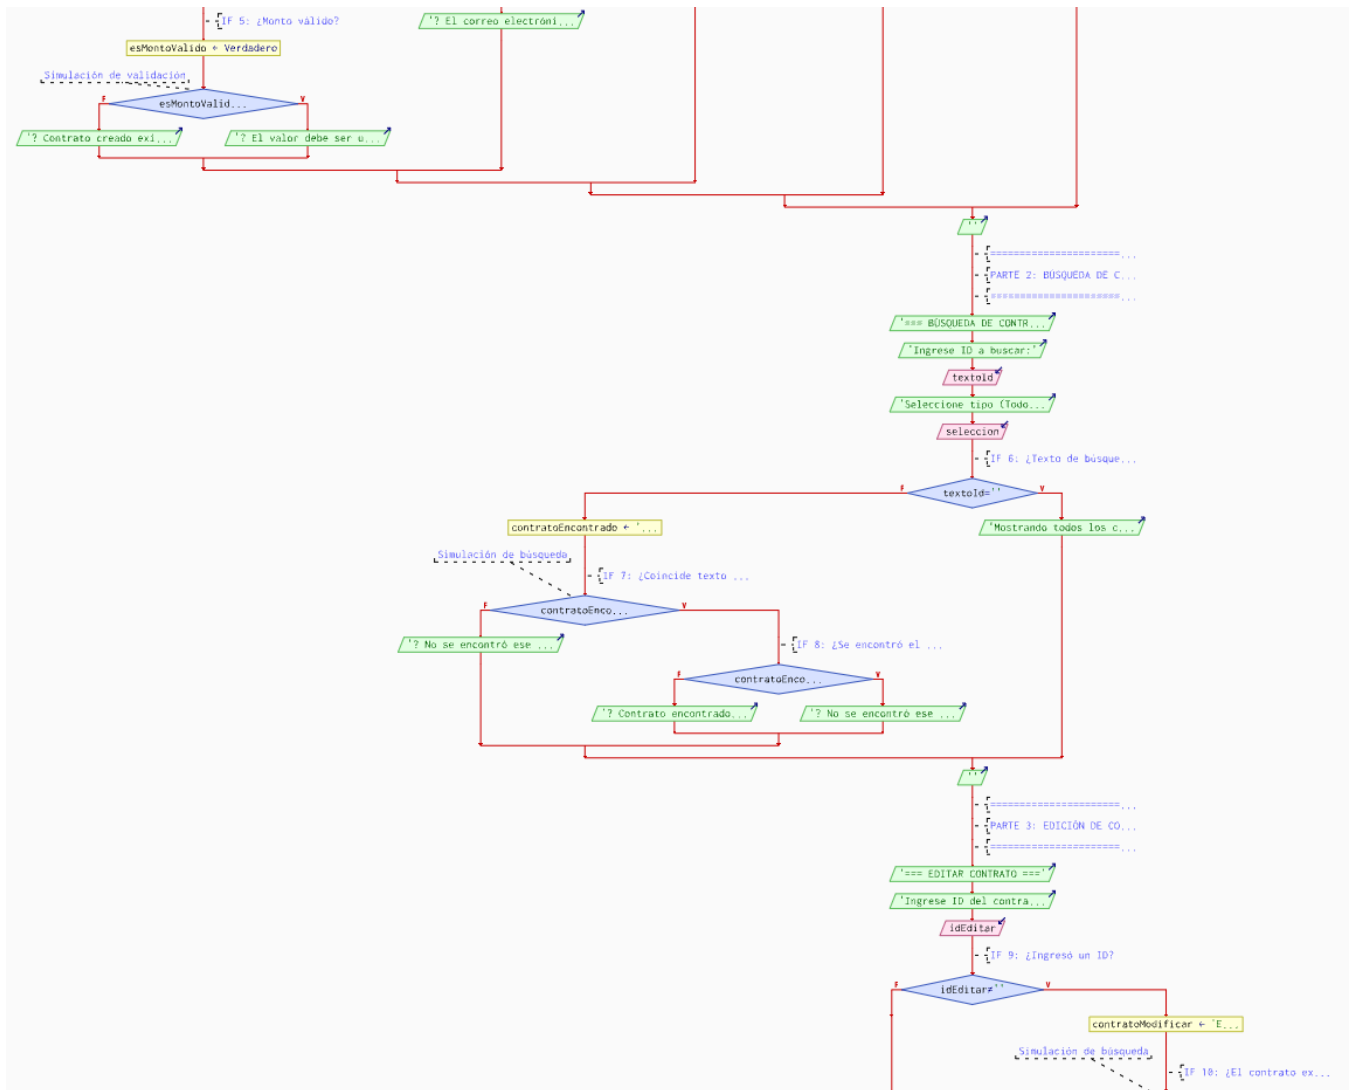 IF 5: ¿Monto válido?
'? El correo electróni...
esMontoValido ← Verdadero
Simulación de validación
F
esMontoValid...
V
'? Contrato creado exi...
'? El valor debe ser u...
''
======================...
PARTE 2: BÚSQUEDA DE C...
======================...
'=== BÚSQUEDA DE CONTR...
'Ingrese ID a buscar:'
textoId
'Seleccione tipo (Todo...
seleccion
IF 6: ¿Texto de búsque...
F
textoId=''
V
contratoEncontrado ← '...
'Mostrando todos los c...
Simulación de búsqueda
IF 7: ¿Coincide texto ...
F
contratoEnco...
V
'? No se encontró ese ...
IF 8: ¿Se encontró el ...
F
contratoEnco...
V
'? Contrato encontrado...
'? No se encontró ese ...
''
======================...
PARTE 3: EDICIÓN DE CO...
======================...
'=== EDITAR CONTRATO ==='
'Ingrese ID del contra...
idEditar
IF 9: ¿Ingresó un ID?
F
idEditar≠''
V
contratoModificar ← 'E...
Simulación de búsqueda
IF 10: ¿El contrato ex...